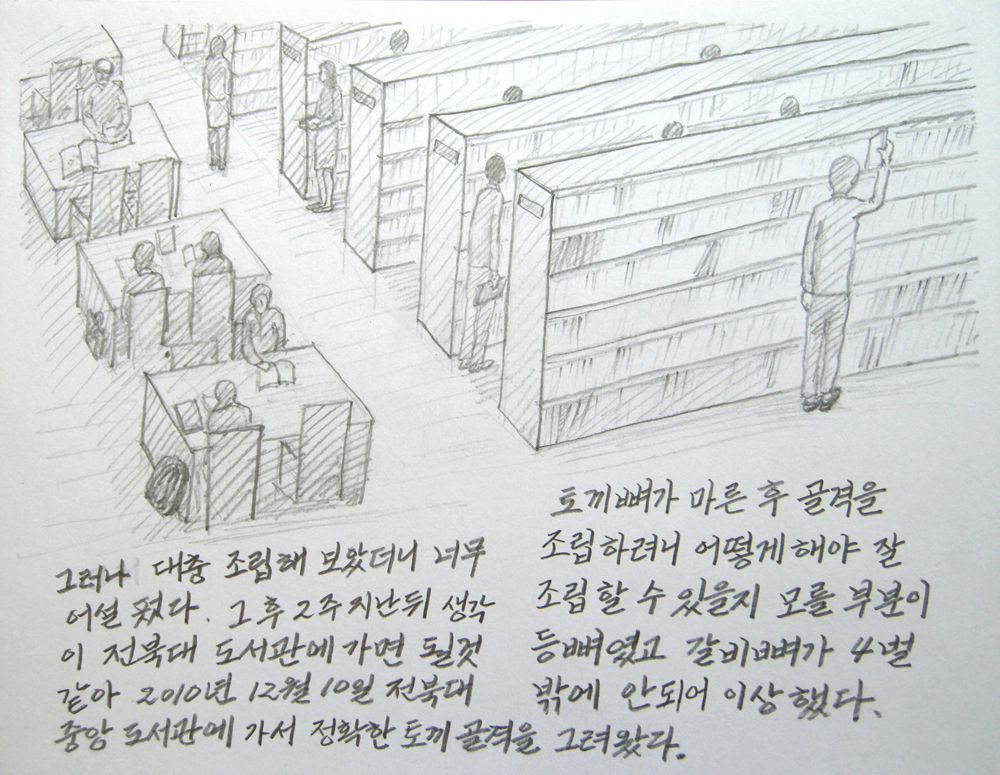 토끼뼈가 마른 후 골격을
조립하려니 어떻게해야 잘
조립할 수 있을지 모를 부분이
등뼈였고 갈비뼈가 4벌
밖에 안되어 이상했다.
그러나 대충 조립해 보았더니 너무
어설펐다. 그후 2주지난뒤 생각
이 전북대 도서관에가면 될것
같아 2010년 12월 10일 전북대
중앙 도서관에 가서 정확한 토끼 골격을 그려왔다.